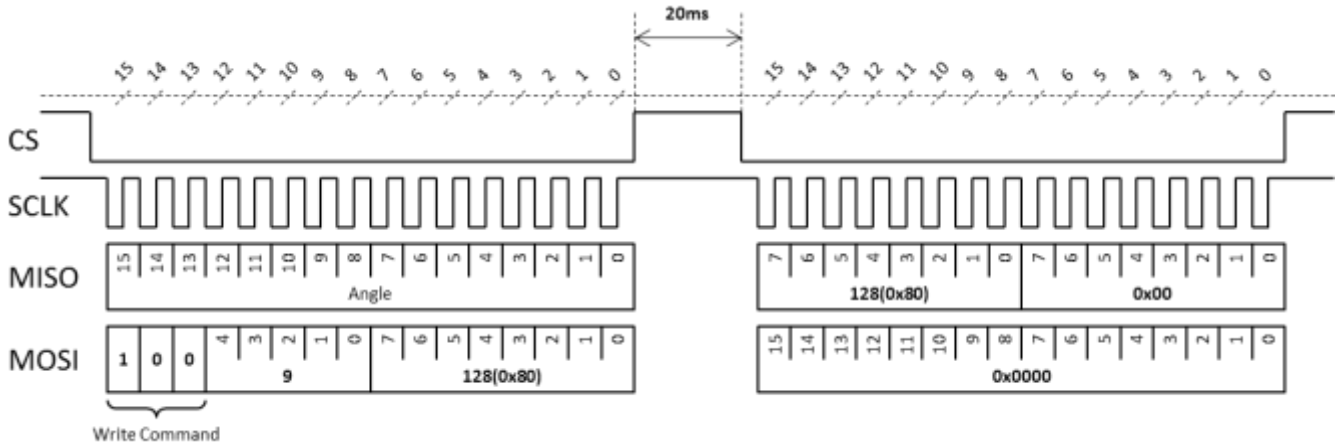 20ms
15 14 13 12 11 10 9 8 7 6 5 4 3 2 1 0 15 14 13 12 11 10 9 8 7 6 5 4 3 2 1 0
CS
SCLK
MISO 15 14 13 12 11 10 9 8 7 6 5 4 3 2 1 0 7 6 5 4 3 2 1 0 7 6 5 4 3 2 1 0
Angle 128(0x80) 0x00
MOSI 1 0 0 4 3 2 1 0 7 6 5 4 3 2 1 0 15 14 13 12 11 10 9 8 7 6 5 4 3 2 1 0
9 128(0x80) 0x0000
Write Command